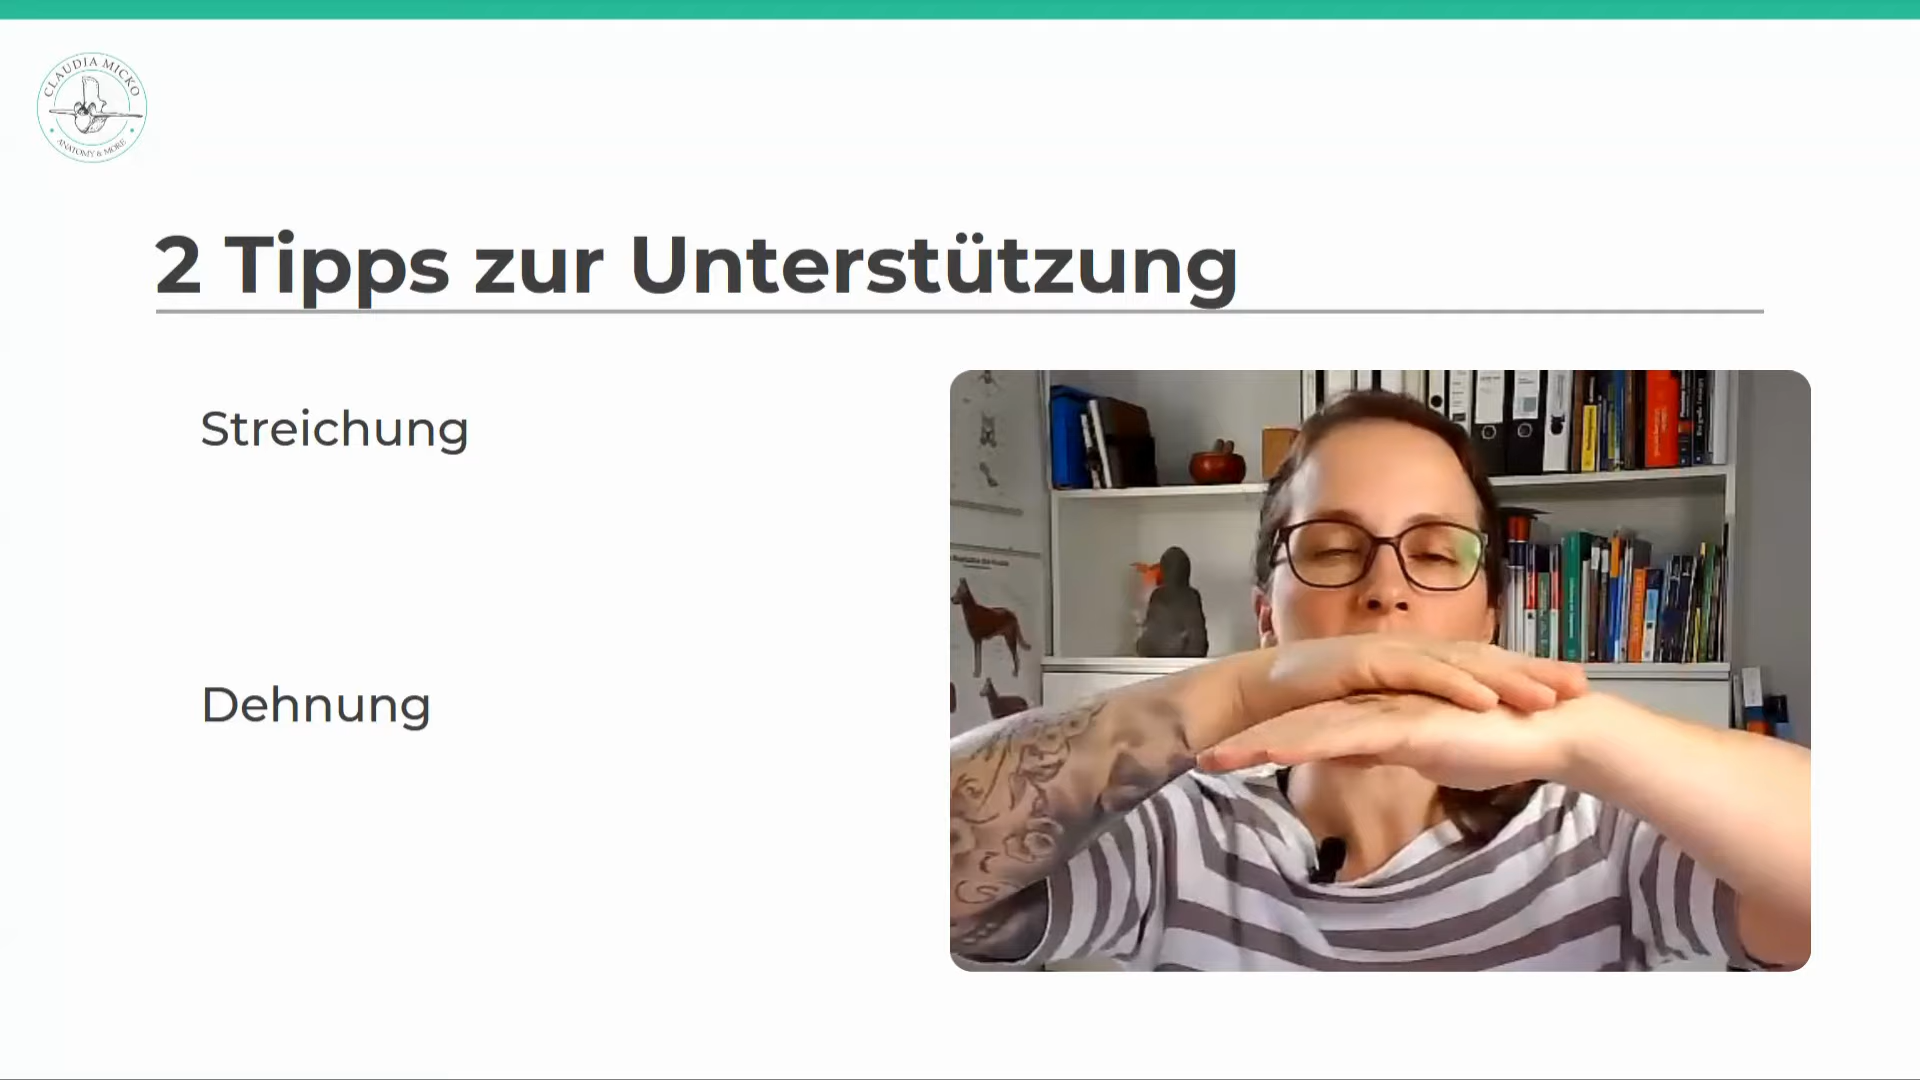 CLAUDIA MICKO
ANATOMY & MORE
2 Tipps zur Unterstützung
Streichung
Dehnung